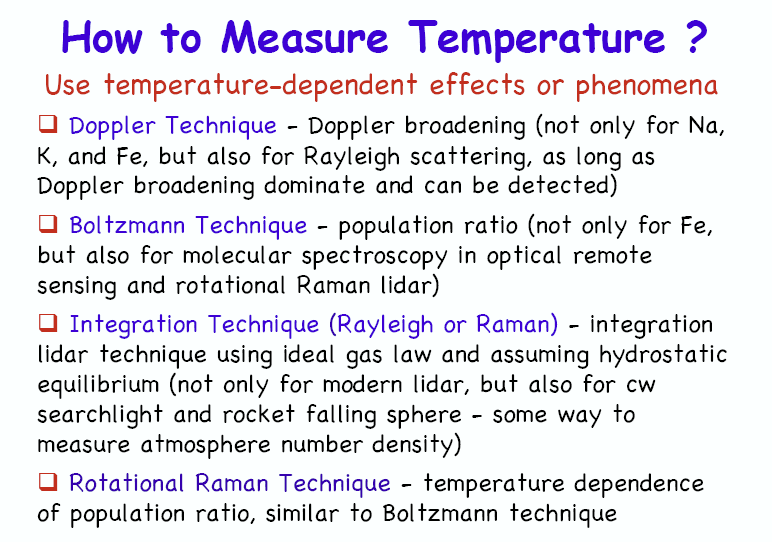 How to Measure Temperature ?
Use temperature-dependent effects or phenomena
❑ Doppler Technique – Doppler broadening (not only for Na,
K, and Fe, but also for Rayleigh scattering, as long as
Doppler broadening dominate and can be detected)
❑ Boltzmann Technique – population ratio (not only for Fe,
but also for molecular spectroscopy in optical remote
sensing and rotational Raman lidar)
❑ Integration Technique (Rayleigh or Raman) – integration
lidar technique using ideal gas law and assuming hydrostatic
equilibrium (not only for modern lidar, but also for cw
searchlight and rocket falling sphere – some way to
measure atmosphere number density)
❑ Rotational Raman Technique – temperature dependence
of population ratio, similar to Boltzmann technique